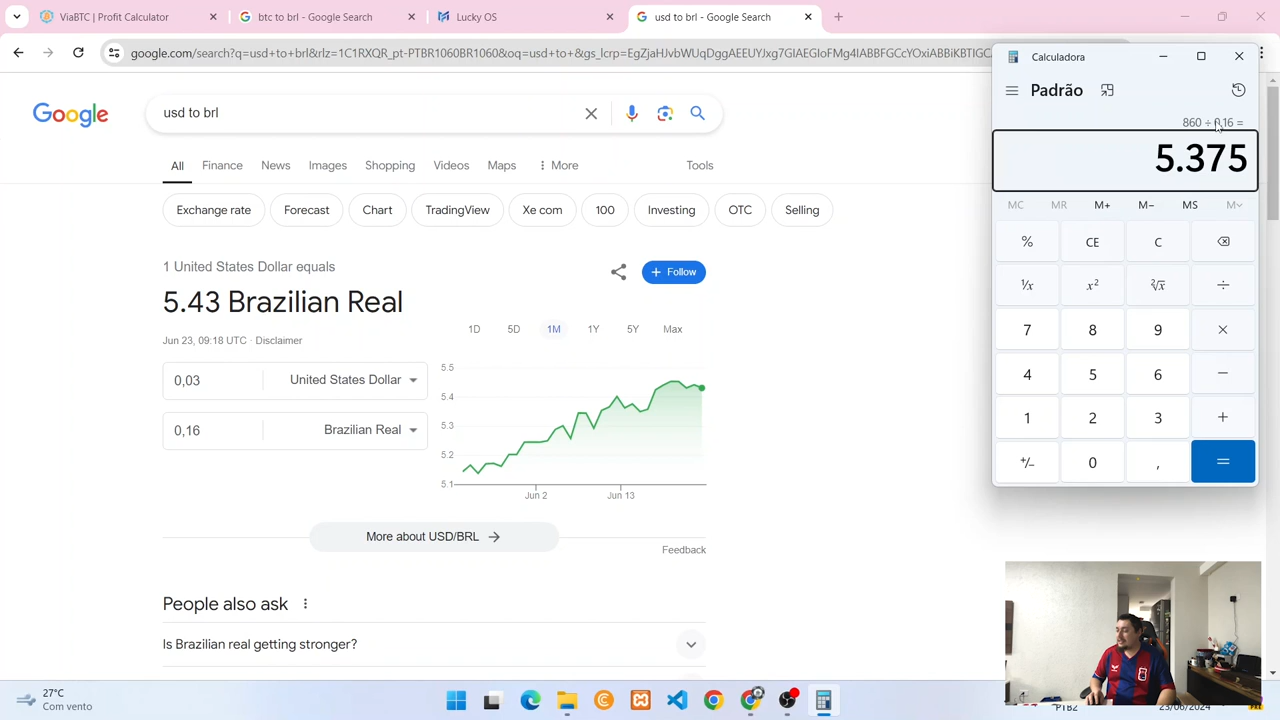 ViaBTC | Profit Calculator
btc to brl - Google Search
Lucky OS
usd to brl - Google Search
google.com/search?q=usd+to+brl&rlz=1C1RXQR_pt-PTBR1060BR1060&oq=usd+to+&gs_lcrp=
Google
usd to brl
All
Finance
News
Images
Shopping
Videos
Maps
More
Tools
Exchange rate
Forecast
Chart
TradingView
Xe com
100
Investing
OTC
Selling
1 United States Dollar equals
Follow
5.43 Brazilian Real
1D
5D
1M
1Y
5Y
Max
Jun 23, 09:18 UTC · Disclaimer
0,03 United States Dollar
0,16 Brazilian Real
5.5
5.4
5.3
5.2
5.1
Jun 2
Jun 13
More about USD/BRL
Feedback
People also ask
Is Brazilian real getting stronger?
Calculadora
Padrão
860 ÷ 0,16 =
5.375
MC MR M+ M− MS M
% CE C
¹/x x² ²√x ÷
7 8 9 ×
4 5 6 −
1 2 3 +
+/− 0 , =
27°C
Com vento
PTB2
23/06/2024